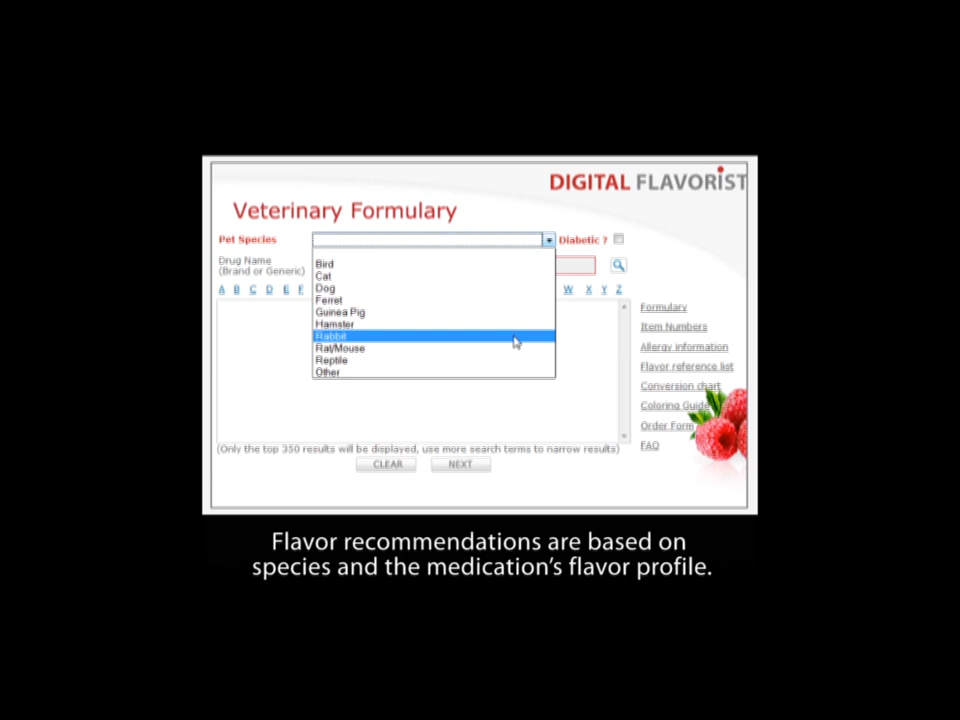 DIGITAL FLAVORIST
Veterinary Formulary
Pet Species
Diabetic ?
Drug Name
(Brand or Generic)
A B C D E F W X Y Z
Bird
Cat
Dog
Ferret
Guinea Pig
Hamster
Rabbit
Rat/Mouse
Reptile
Other
Formulary
Item Numbers
Allergy information
Flavor reference list
Conversion chart
Coloring Guide
Order Form
FAQ
(Only the top 350 results will be displayed, use more search terms to narrow results)
CLEAR NEXT
Flavor recommendations are based on
species and the medication's flavor profile.